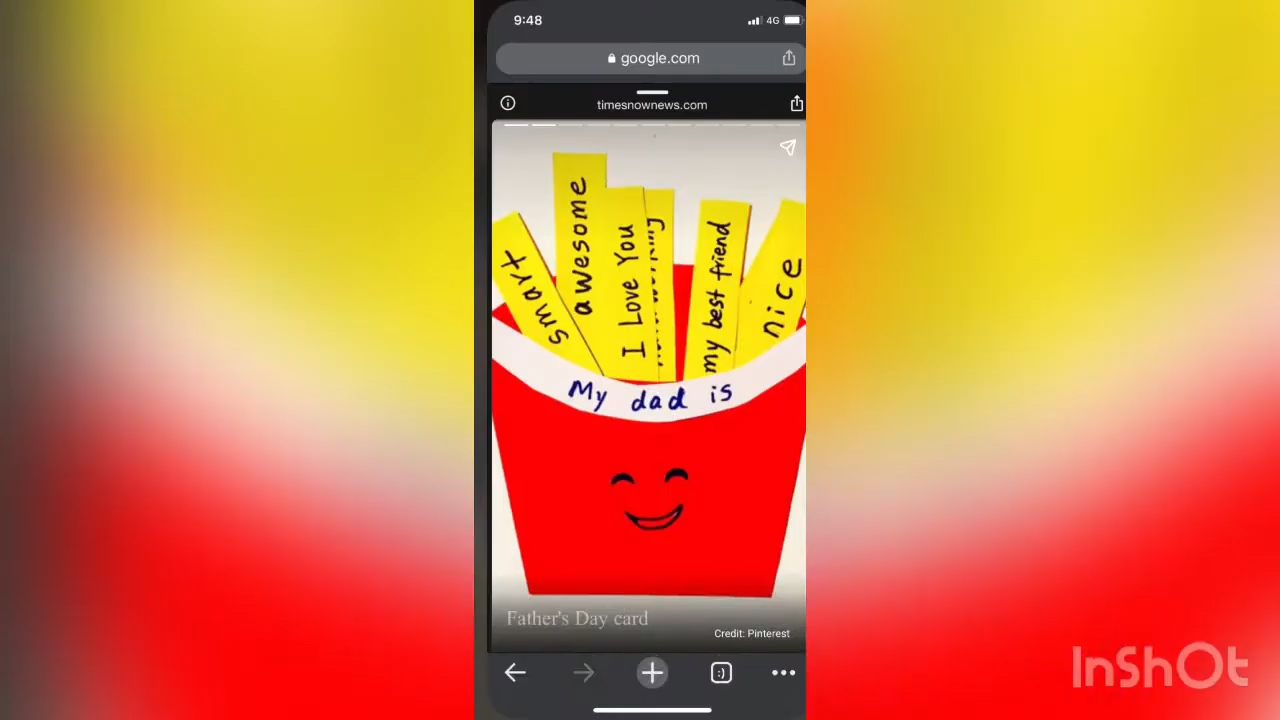 9:48
4G
google.com
timesnownews.com
smart
awesome
I Love You
my best friend
nice
My dad is
Father's Day card
Credit: Pinterest
:)
InShOt